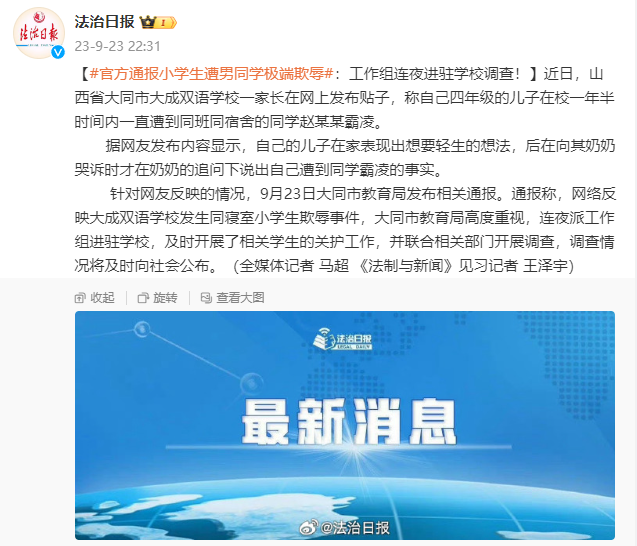 法治日报
23-9-23 22:31
【#官方通报小学生遭男同学极端欺辱#：工作组连夜进驻学校调查！】近日，山
西省大同市大成双语学校一家长在网上发布贴子，称自己四年级的儿子在校一年半
时间内一直遭到同班同宿舍的同学赵某某霸凌。
据网友发布内容显示，自己的儿子在家表现出想要轻生的想法，后在向其奶奶
哭诉时才在奶奶的追问下说出自己遭到同学霸凌的事实。
针对网友反映的情况，9月23日大同市教育局发布相关通报。通报称，网络反
映大成双语学校发生同寝室小学生欺辱事件，大同市教育局高度重视，连夜派工作
组进驻学校，及时开展了相关学生的关护工作，并联合相关部门开展调查，调查情
况将及时向社会公布。（全媒体记者 马超 《法制与新闻》见习记者 王泽宇）
收起 旋转 查看大图
法治日报
LEGAL DAILY
最新消息
@法治日报